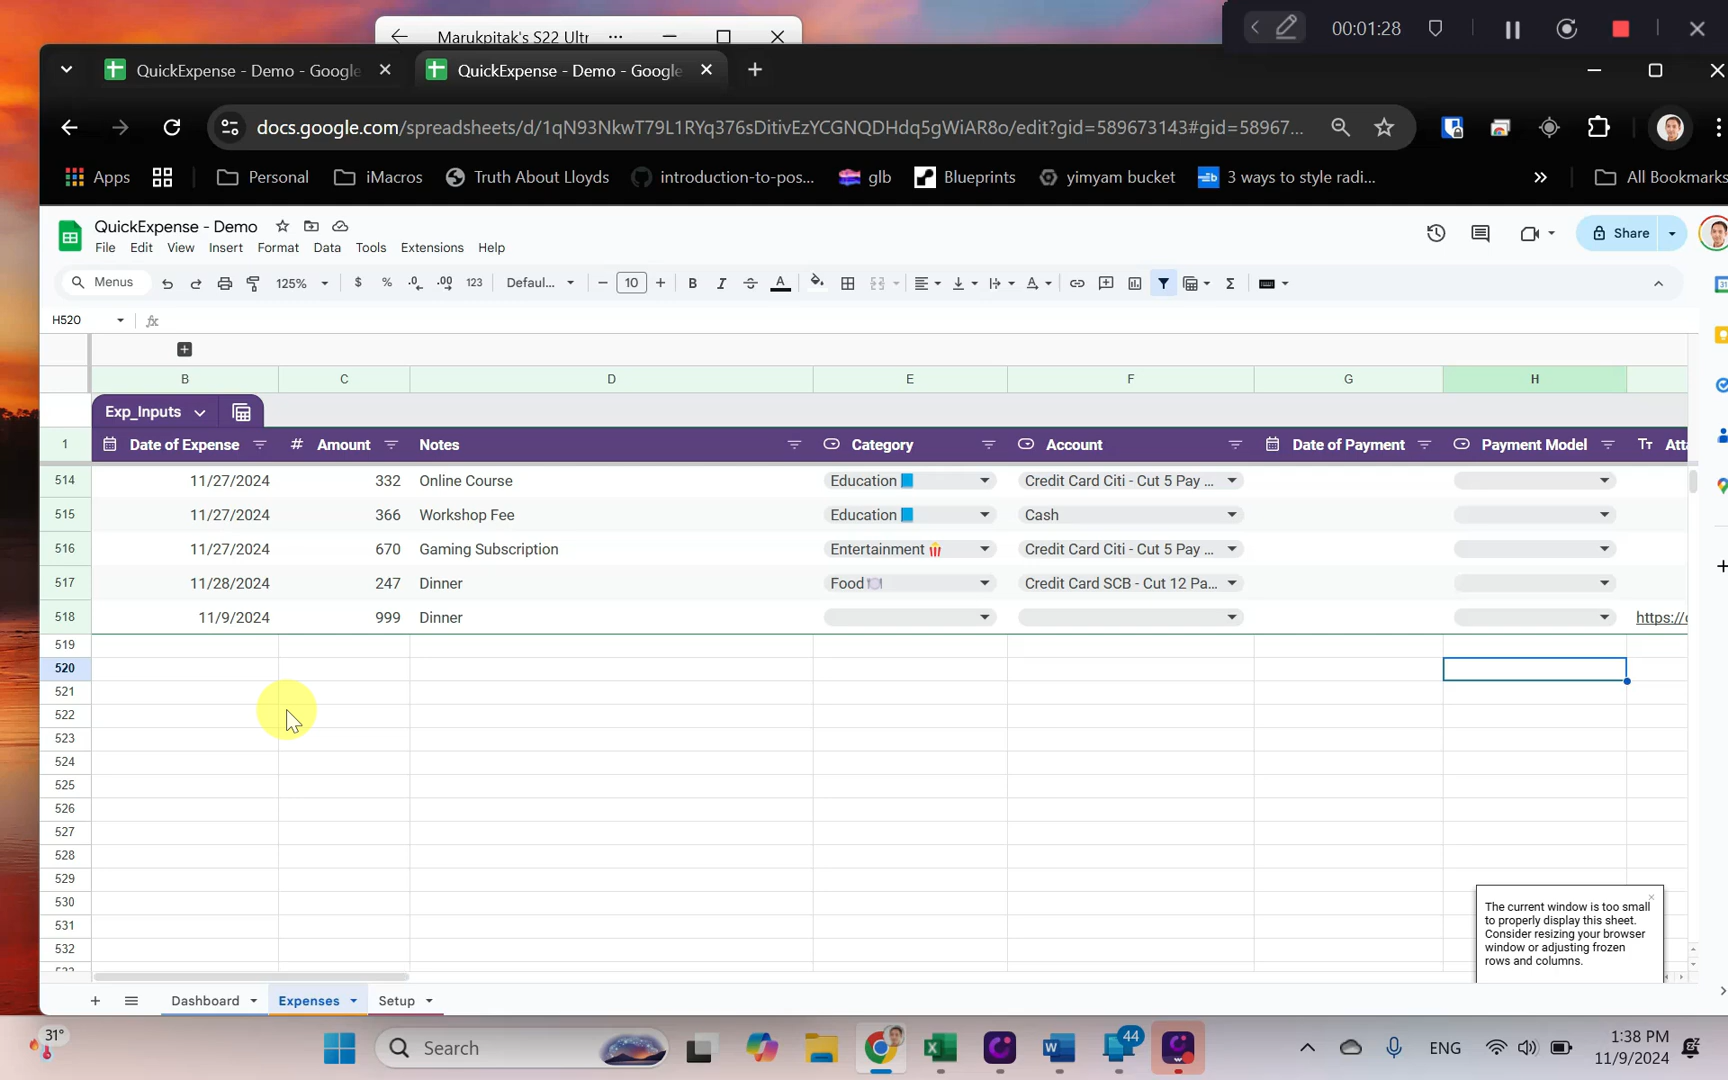 Marukpitak's S22 Ultr ...
00:01:28
QuickExpense - Demo - Google
QuickExpense - Demo - Google
docs.google.com/spreadsheets/d/1qN93NkwT79L1RYq376sDitivEzYCGNQDHdq5gWiAR8o/edit?gid=589673143#gid=58967...
Apps
Personal
iMacros
Truth About Lloyds
introduction-to-pos...
glb
Blueprints
yimyam bucket
3 ways to style radi...
»
All Bookmarks
QuickExpense - Demo
File Edit View Insert Format Data Tools Extensions Help
Share
Menus
125%
$ % .0 .00 123
Defaul...
10
B I S A
H520
fx
B C D E F G H
Exp_Inputs
1 Date of Expense # Amount Notes Category Account Date of Payment Payment Model Tт Att
514 11/27/2024 332 Online Course Education📘 Credit Card Citi - Cut 5 Pay ...
515 11/27/2024 366 Workshop Fee Education📘 Cash
516 11/27/2024 670 Gaming Subscription Entertainment🍿 Credit Card Citi - Cut 5 Pay ...
517 11/28/2024 247 Dinner Food🍽️ Credit Card SCB - Cut 12 Pa...
518 11/9/2024 999 Dinner https://
519
520
521
522
523
524
525
526
527
528
529
530
531
532
The current window is too small
to properly display this sheet.
Consider resizing your browser
window or adjusting frozen
rows and columns.
Dashboard
Expenses
Setup
31°
Search
44
ENG
1:38 PM
11/9/2024